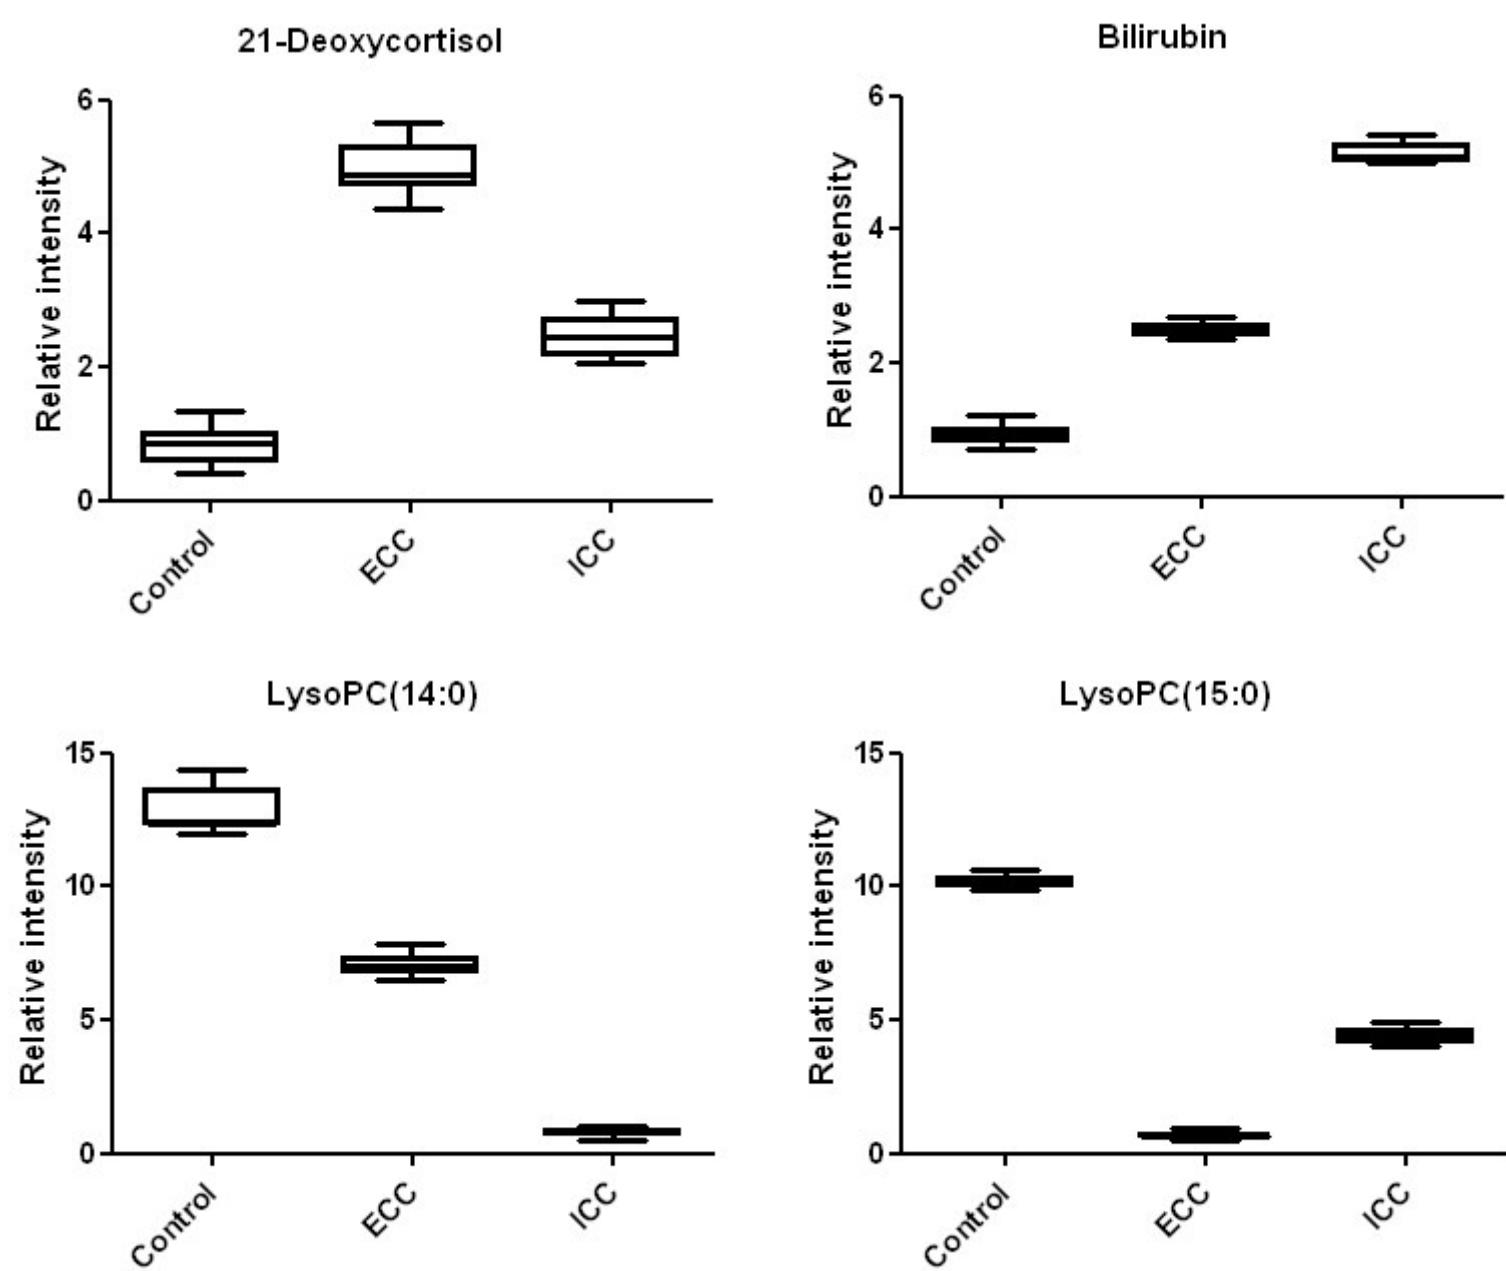 21-Deoxycortisol
Relative intensity
6
4
2
0
Control
ECC
ICC
Bilirubin
Relative intensity
6
4
2
0
Control
ECC
ICC
LysoPC(14:0)
Relative intensity
15
10
5
0
Control
ECC
ICC
LysoPC(15:0)
Relative intensity
15
10
5
0
Control
ECC
ICC